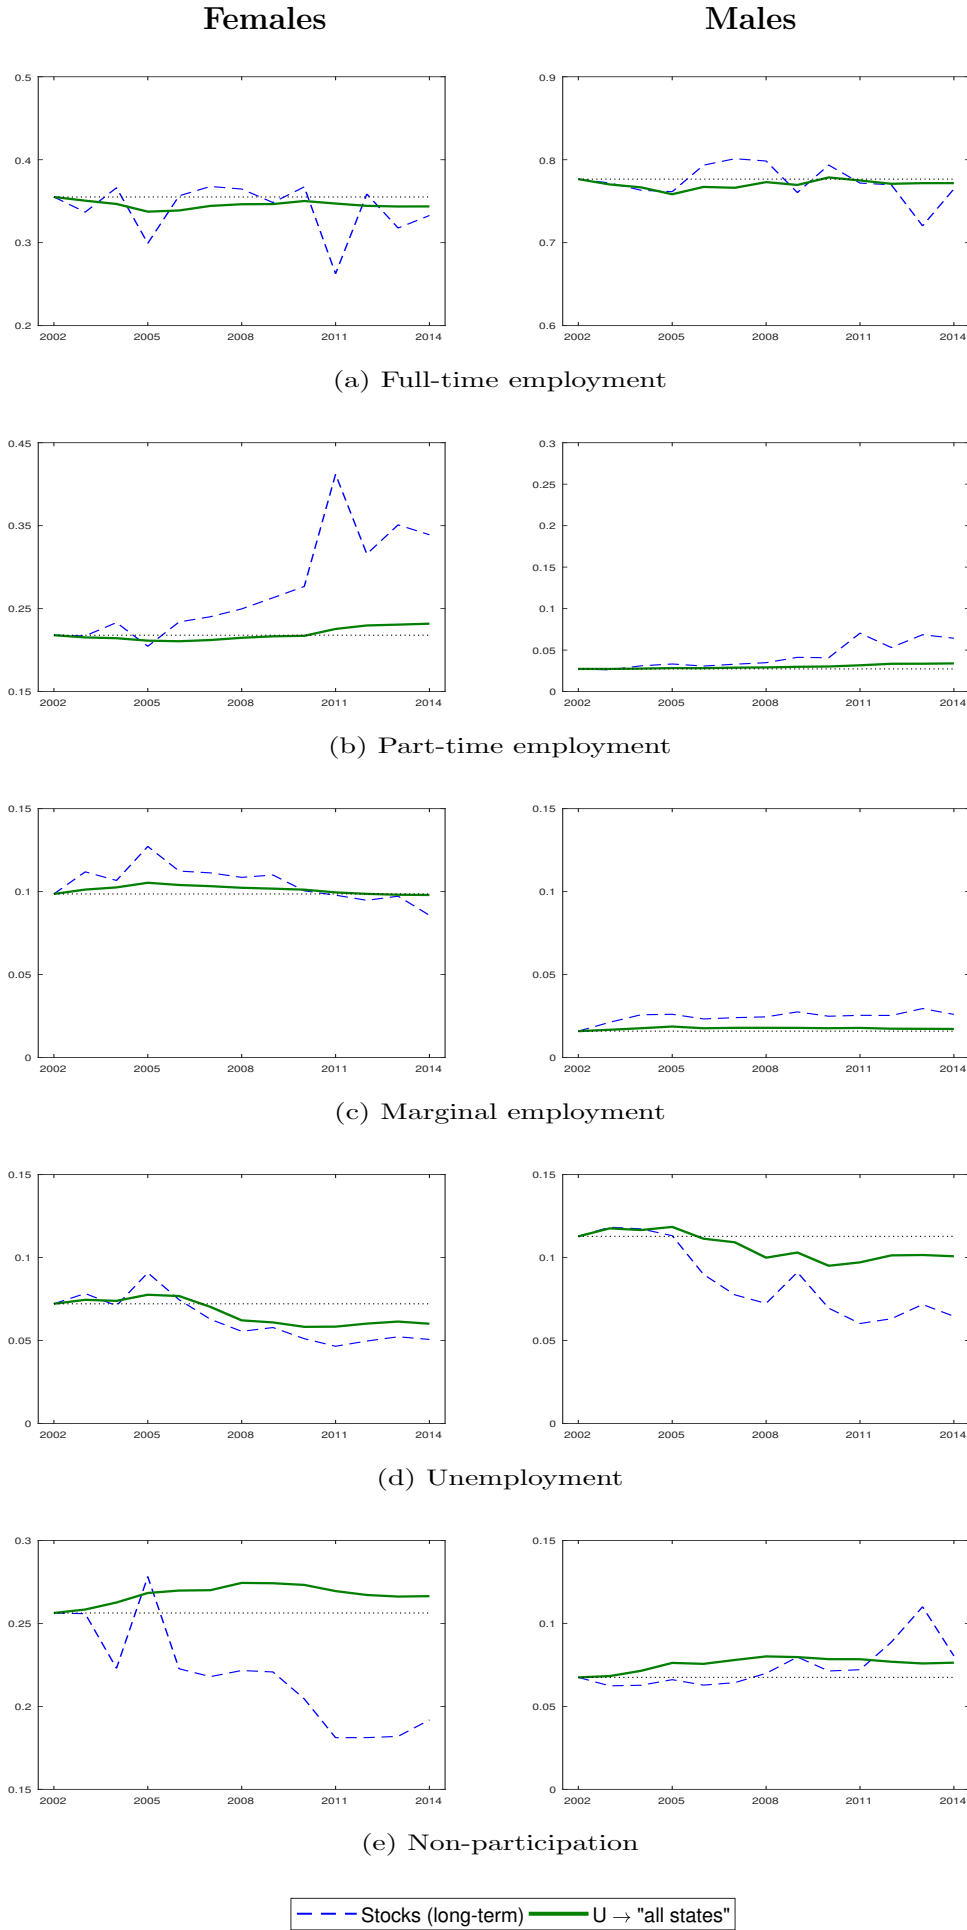 Females Males
0.5 0.9
0.4 0.8
0.3 0.7
0.2 0.6
2002 2005 2008 2011 2014 2002 2005 2008 2011 2014
(a) Full-time employment
0.45 0.3
0.25
0.35 0.2
0.15
0.25 0.1
0.05
0.15 0
2002 2005 2008 2011 2014 2002 2005 2008 2011 2014
(b) Part-time employment
0.15 0.15
0.1 0.1
0.05 0.05
0 0
2002 2005 2008 2011 2014 2002 2005 2008 2011 2014
(c) Marginal employment
0.15 0.15
0.1 0.1
0.05 0.05
0 0
2002 2005 2008 2011 2014 2002 2005 2008 2011 2014
(d) Unemployment
0.3 0.15
0.25 0.1
0.2 0.05
0.15 0
2002 2005 2008 2011 2014 2002 2005 2008 2011 2014
(e) Non-participation
Stocks (long-term) U → "all states"